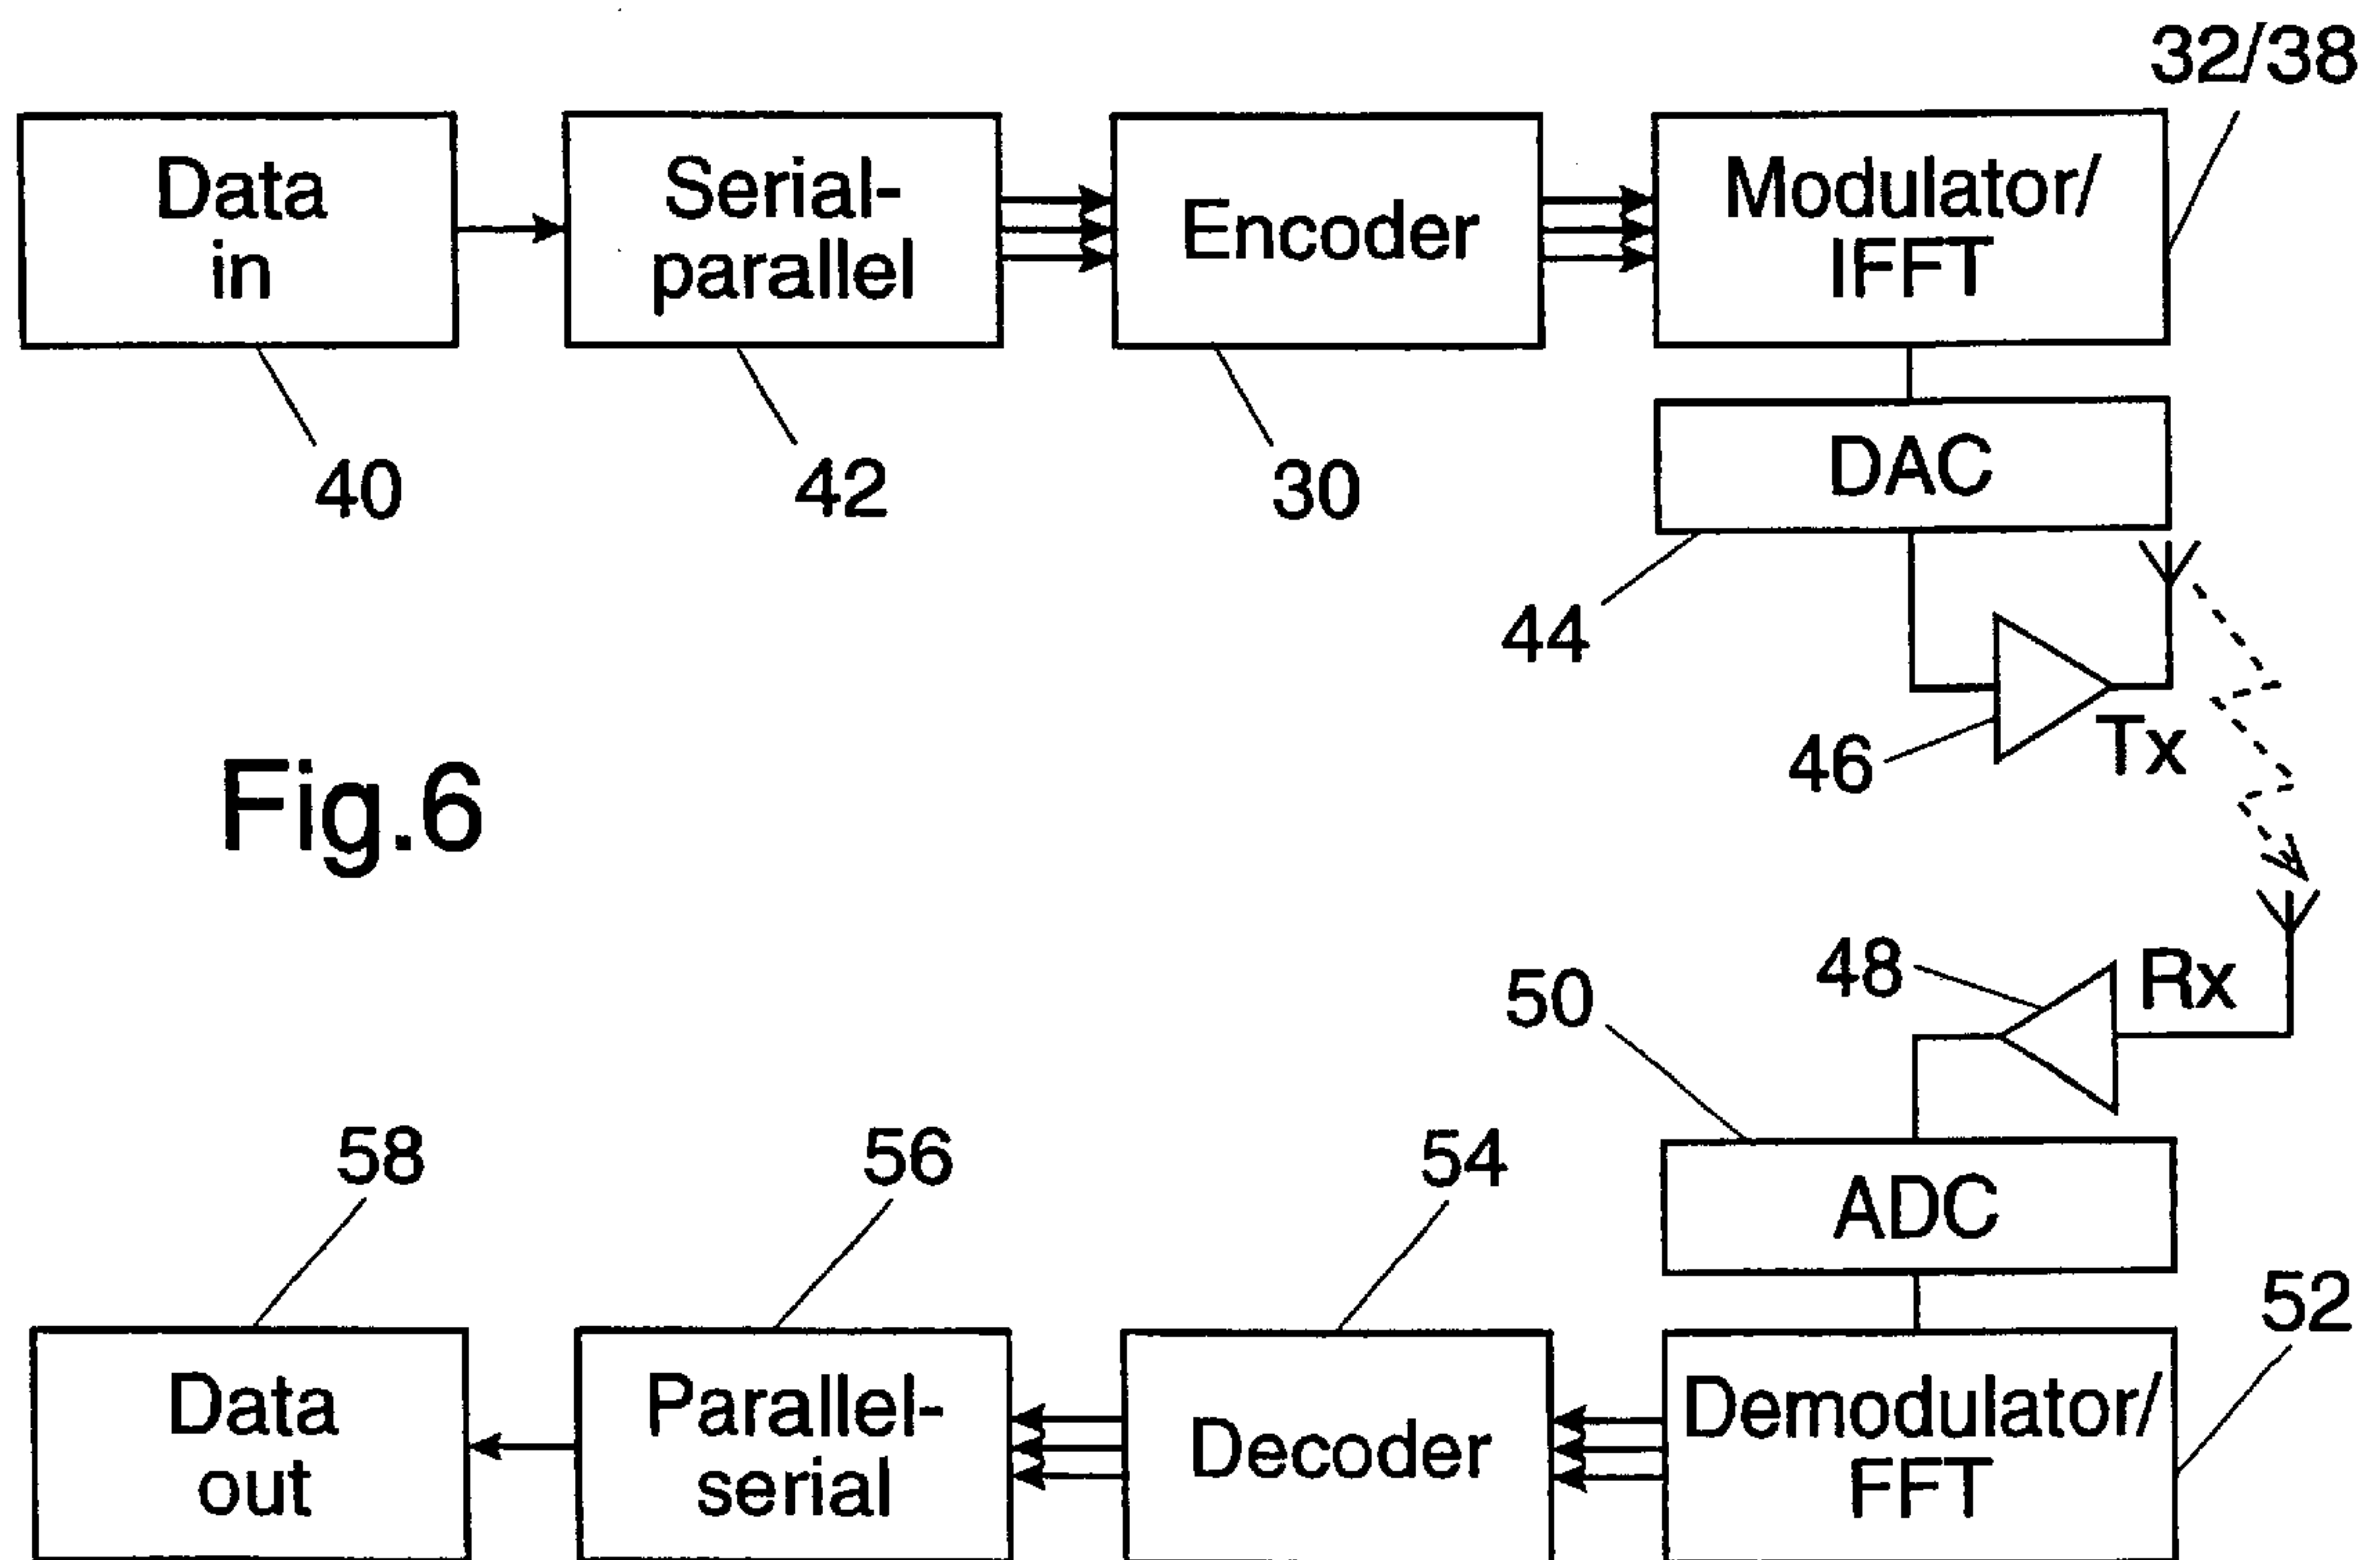 32/38
Data
in
Serial-
parallel
Encoder
Modulator/
IFFT
40
42
30
DAC
44
46
Tx
Fig.6
48
Rx
50
ADC
58
56
54
52
Data
out
Parallel-
serial
Decoder
Demodulator/
FFT